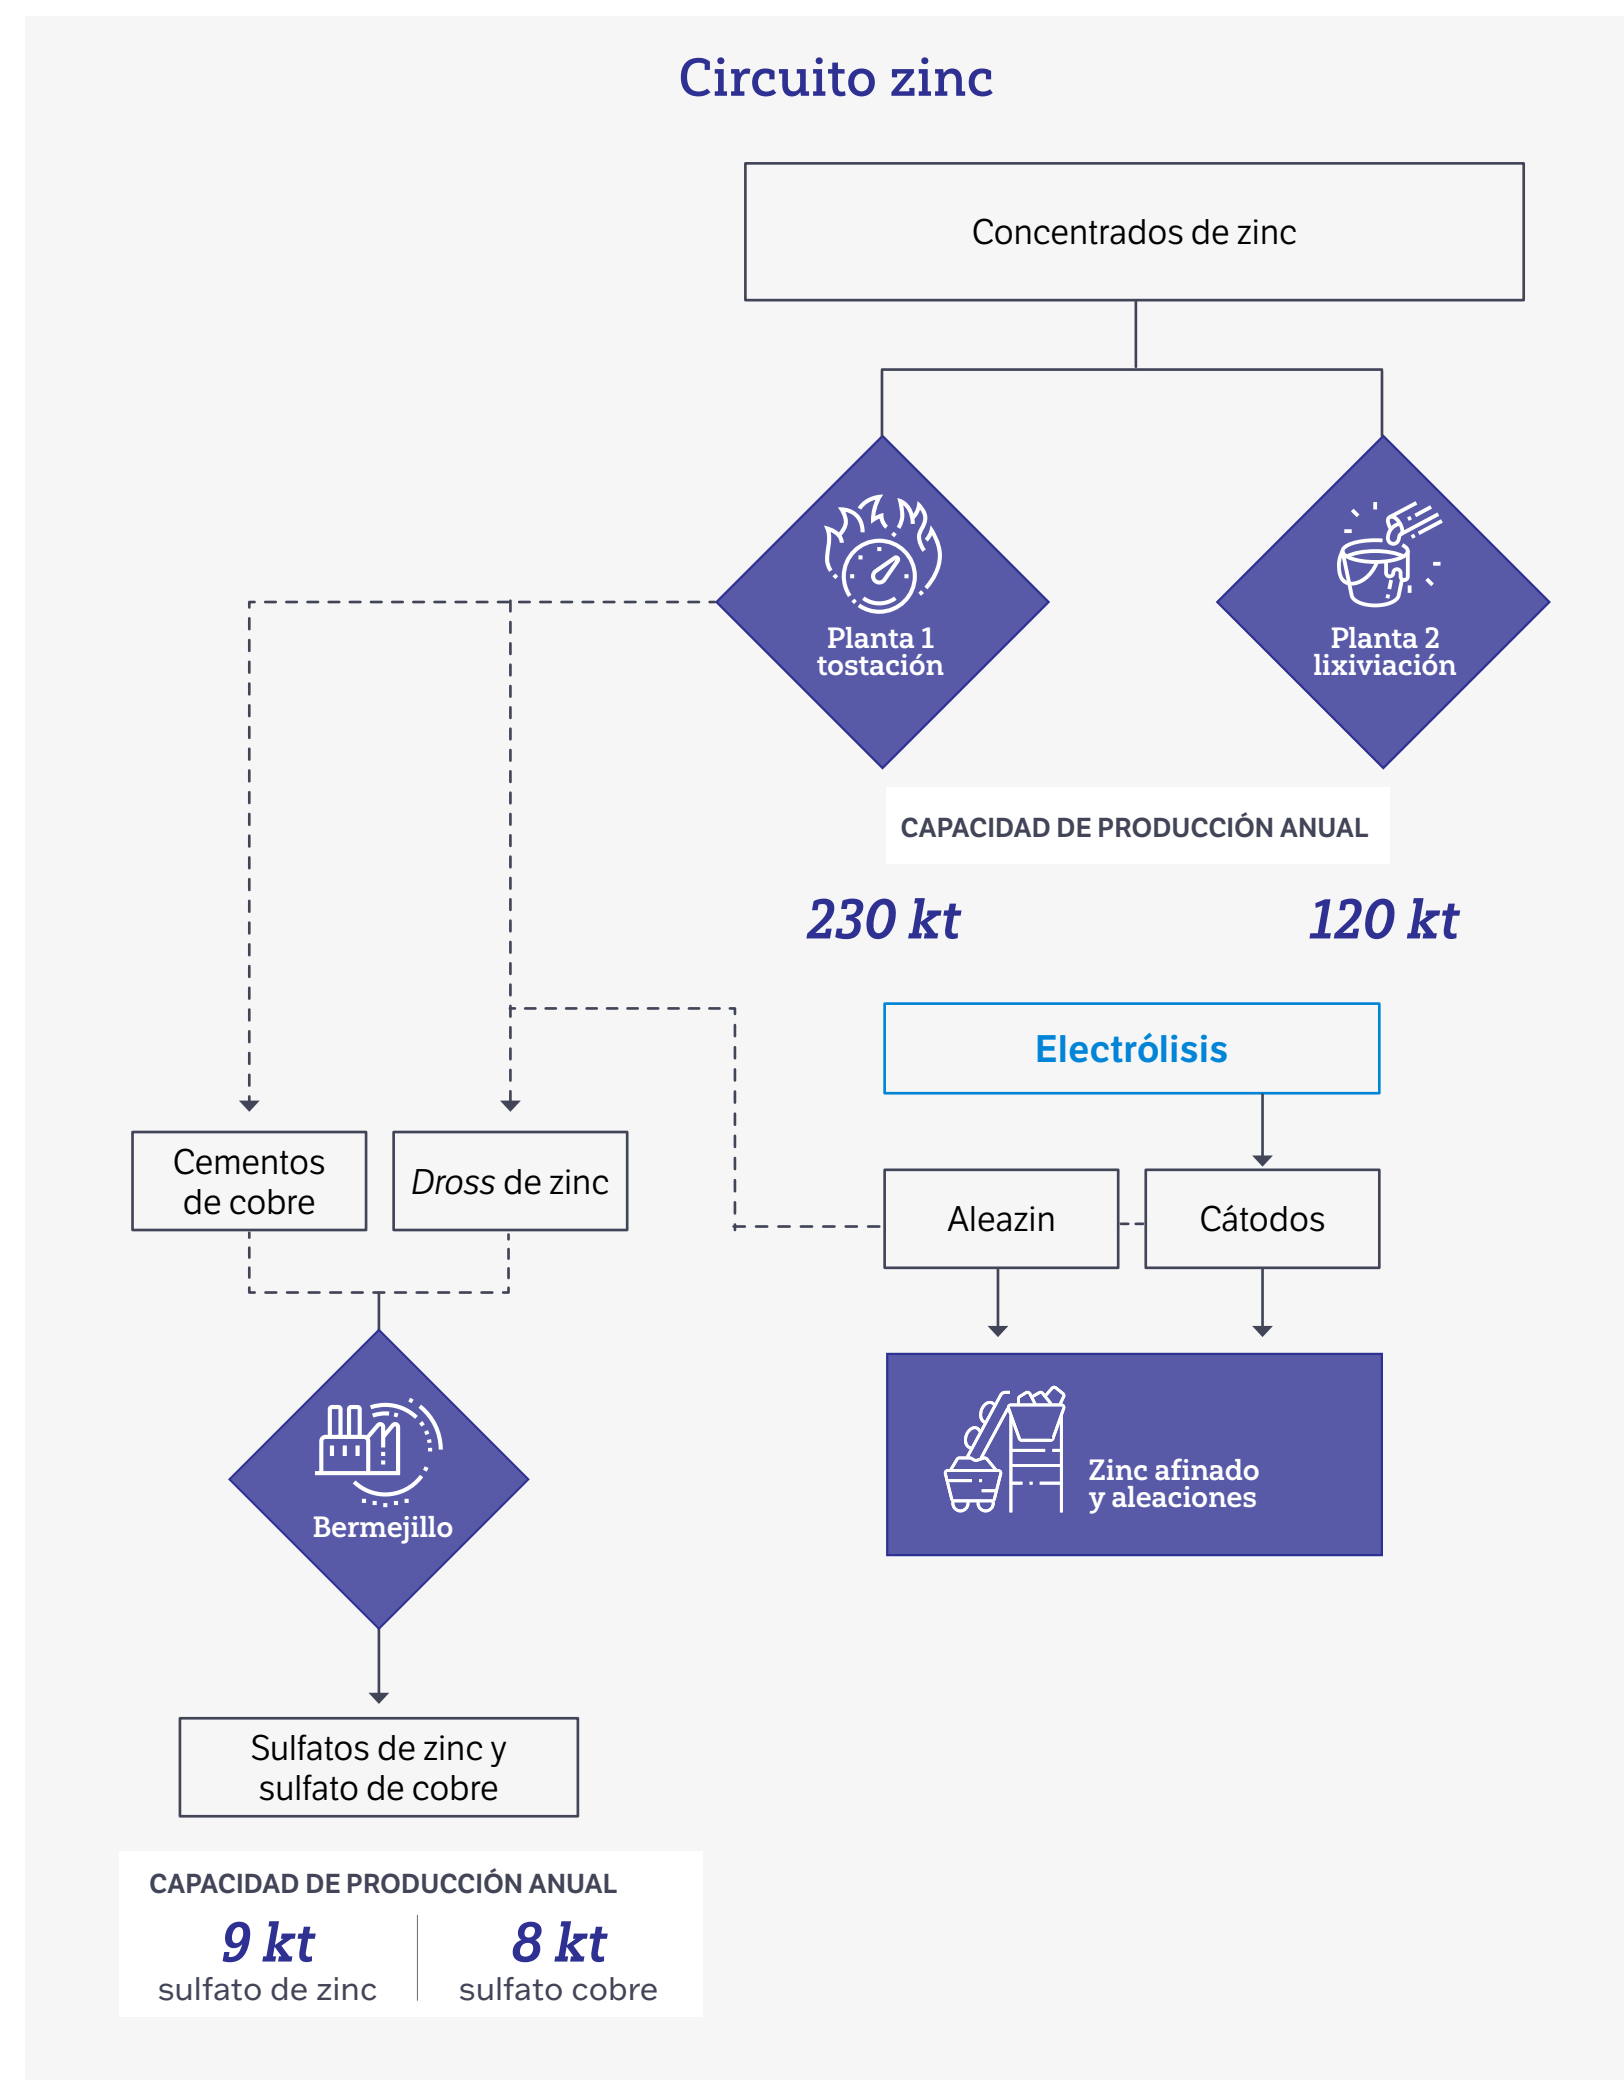 Circuito zinc
Concentrados de zinc
Planta 1
tostación
Planta 2
lixiviación
CAPACIDAD DE PRODUCCIÓN ANUAL
230 kt
120 kt
Electrólisis
Cementos
de cobre
Dross de zinc
Aleazin
Cátodos
Bermejillo
Zinc afinado
y aleaciones
Sulfatos de zinc y
sulfato de cobre
CAPACIDAD DE PRODUCCIÓN ANUAL
9 kt
sulfato de zinc
8 kt
sulfato cobre